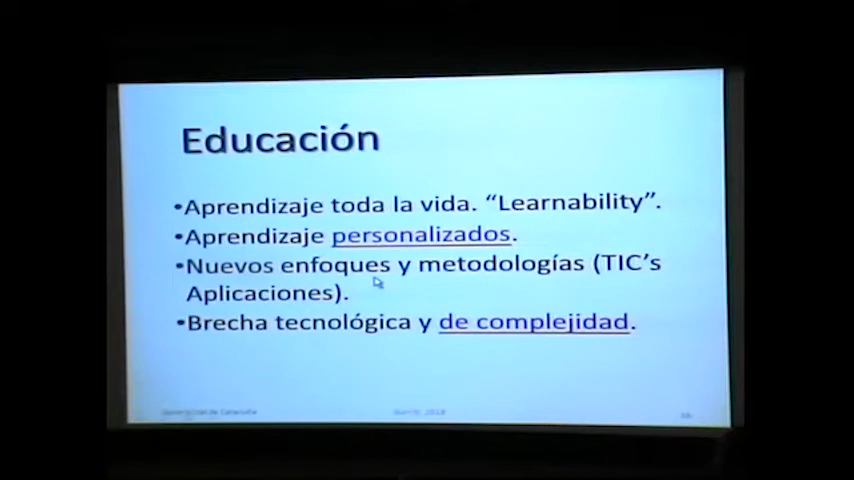 Educación
•Aprendizaje toda la vida. “Learnability”.
•Aprendizaje personalizados.
•Nuevos enfoques y metodologías (TIC’s
Aplicaciones).
•Brecha tecnológica y de complejidad.